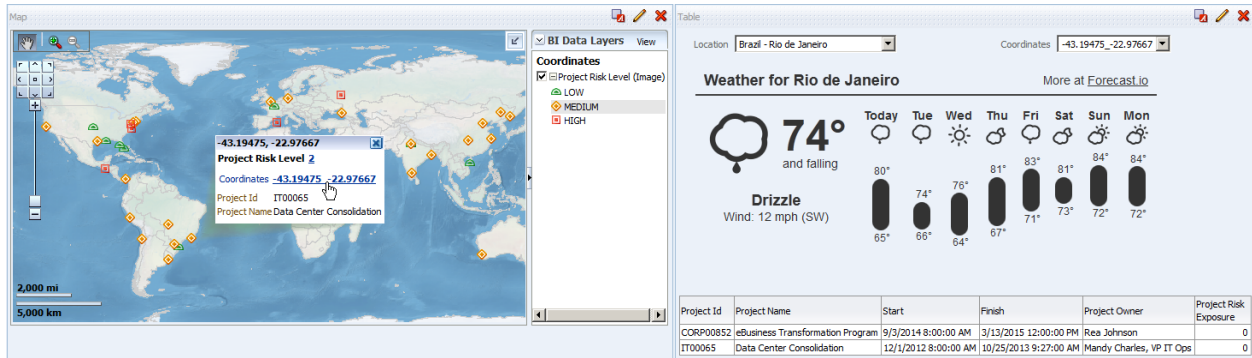 Map
BI Data Layers View
Coordinates
Project Risk Level (Image)
LOW
MEDIUM
HIGH
-43.19475, -22.97667
Project Risk Level 2
Coordinates -43.19475_-22.97667
Project Id IT00065
Project Name Data Center Consolidation
2,000 mi
5,000 km
Table
Location Brazil - Rio de Janeiro Coordinates -43.19475_-22.97667
Weather for Rio de Janeiro More at Forecast.io
74°
and falling
Drizzle
Wind: 12 mph (SW)
Today Tue Wed Thu Fri Sat Sun Mon
80° 74° 76° 81° 83° 81° 84° 84°
65° 66° 64° 67° 71° 73° 72° 72°
Project Id Project Name Start Finish Project Owner Project Risk
Exposure
CORP00852 eBusiness Transformation Program 9/3/2014 8:00:00 AM 3/13/2015 12:00:00 PM Rea Johnson 0
IT00065 Data Center Consolidation 12/1/2012 8:00:00 AM 10/25/2013 9:27:00 AM Mandy Charles, VP IT Ops 0